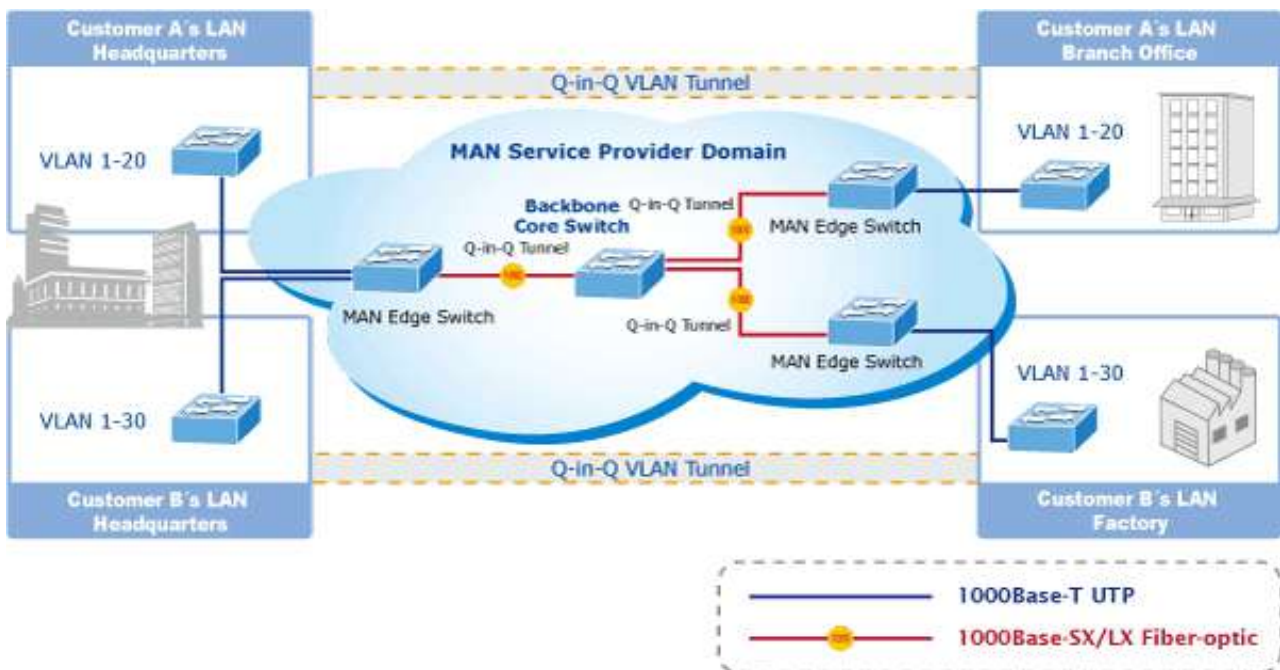 Customer A's LAN
Headquarters
Customer A's LAN
Branch Office
Q-in-Q VLAN Tunnel
VLAN 1-20
VLAN 1-20
MAN Service Provider Domain
Backbone
Core Switch
Q-in-Q Tunnel
MAN Edge Switch
Q-in-Q Tunnel
MAN Edge Switch
Q-in-Q Tunnel
MAN Edge Switch
VLAN 1-30
VLAN 1-30
Q-in-Q VLAN Tunnel
Customer B's LAN
Headquarters
Customer B's LAN
Factory
1000Base-T UTP
1000Base-SX/LX Fiber-optic